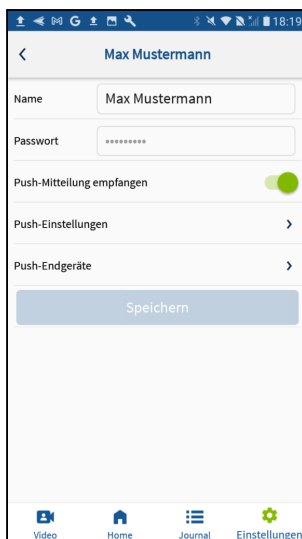 18:19
Max Mustermann
Name Max Mustermann
Passwort •••••••••
Push-Mitteilung empfangen
Push-Einstellungen
Push-Endgeräte
Speichern
Video Home Journal Einstellungen